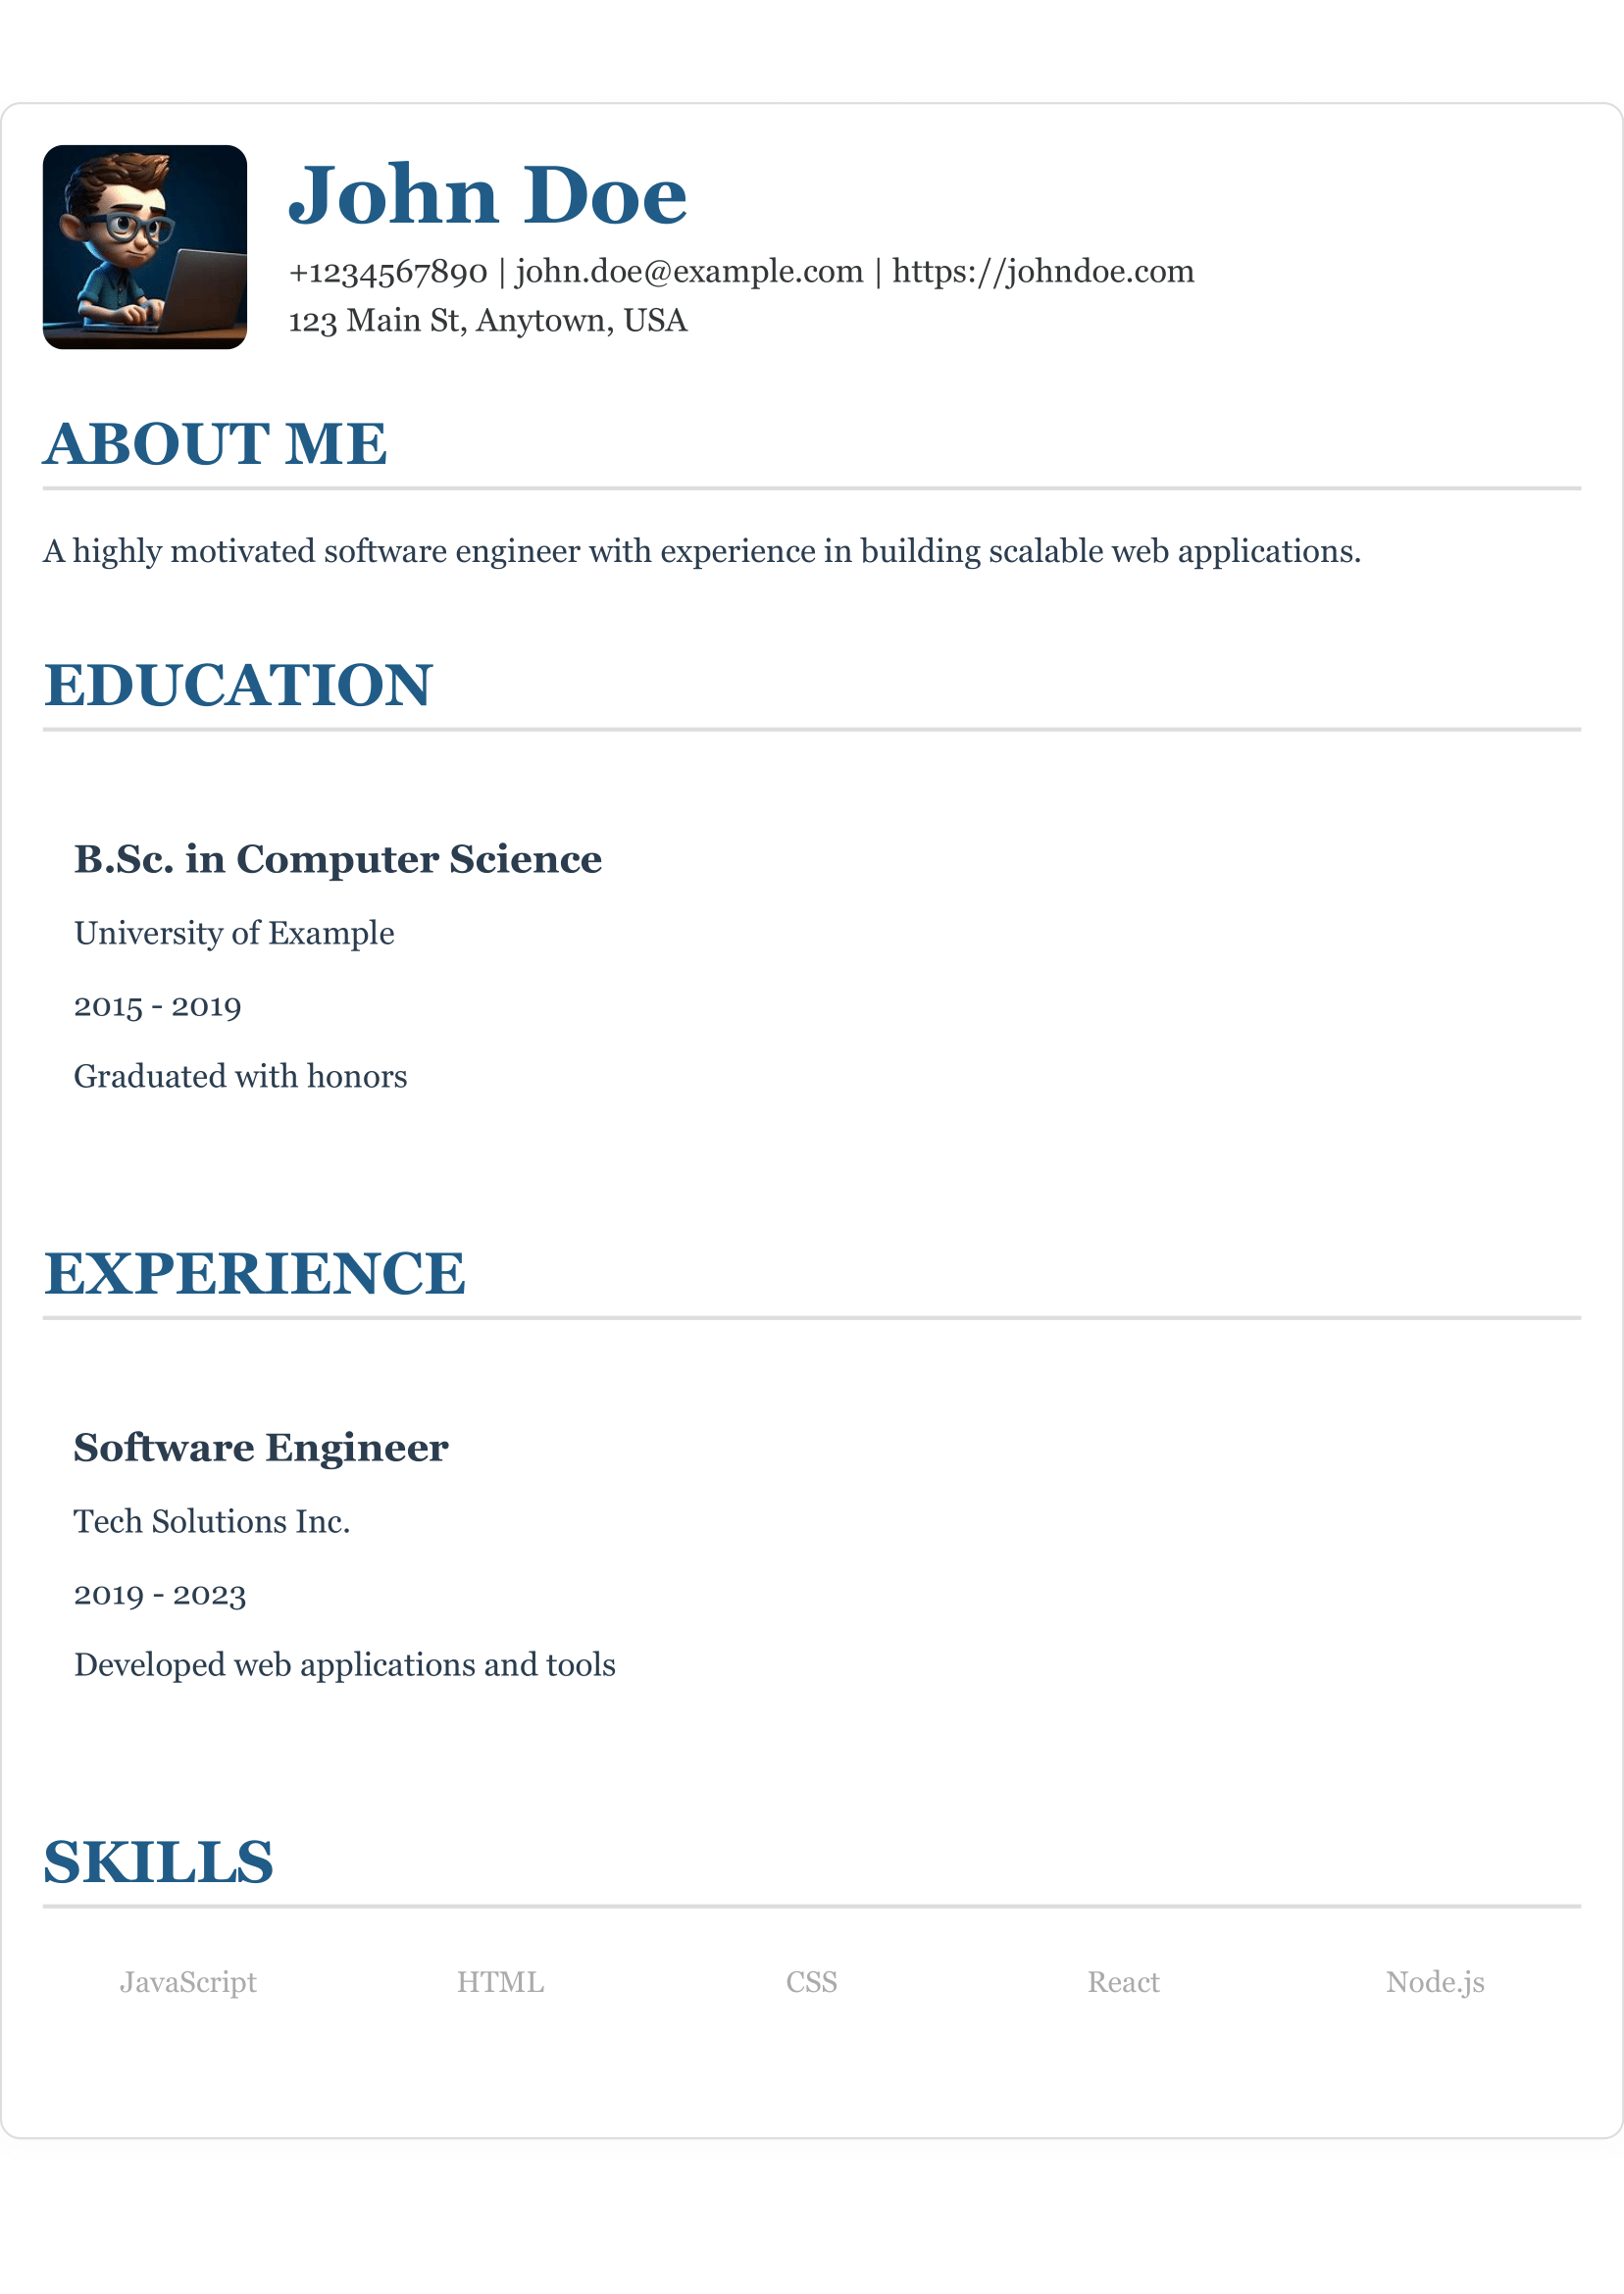 John Doe
+1234567890 | john.doe@example.com | https://johndoe.com
123 Main St, Anytown, USA
ABOUT ME
A highly motivated software engineer with experience in building scalable web applications.
EDUCATION
B.Sc. in Computer Science
University of Example
2015 - 2019
Graduated with honors
EXPERIENCE
Software Engineer
Tech Solutions Inc.
2019 - 2023
Developed web applications and tools
SKILLS
JavaScript HTML CSS React Node.js